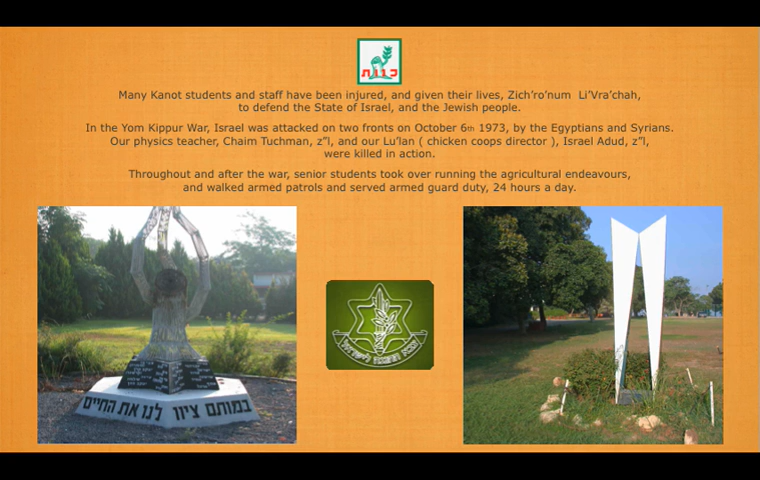 כנות
Many Kanot students and staff have been injured, and given their lives, Zich’ro’num Li’Vra’chah,
to defend the State of Israel, and the Jewish people.
In the Yom Kippur War, Israel was attacked on two fronts on October 6th 1973, by the Egyptians and Syrians.
Our physics teacher, Chaim Tuchman, z”l, and our Lu’lan ( chicken coops director ), Israel Adud, z”l,
were killed in action.
Throughout and after the war, senior students took over running the agricultural endeavours,
and walked armed patrols and served armed guard duty, 24 hours a day.
במותם ציוו לנו את החיים
צבא הגנה לישראל